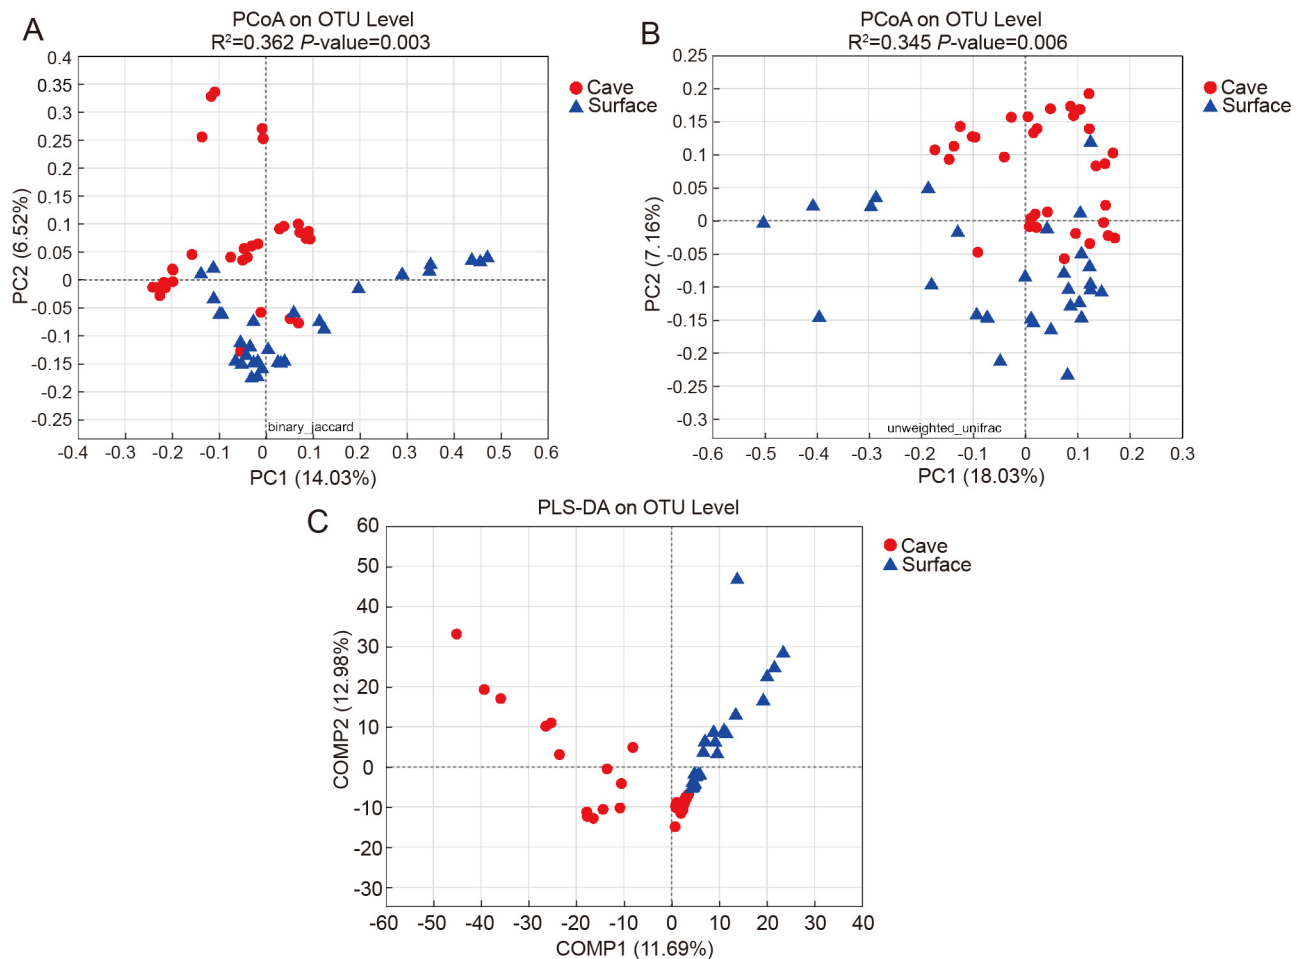 A
PCoA on OTU Level
R²=0.362 P-value=0.003
0.4
0.35
0.3
0.25
0.2
0.15
0.1
0.05
0
-0.05
-0.1
-0.15
-0.2
-0.25
PC2 (6.52%)
binary_jaccard
-0.4 -0.3 -0.2 -0.1 0 0.1 0.2 0.3 0.4 0.5 0.6
PC1 (14.03%)
Cave
Surface
B
PCoA on OTU Level
R²=0.345 P-value=0.006
0.25
0.2
0.15
0.1
0.05
0
-0.05
-0.1
-0.15
-0.2
-0.25
-0.3
PC2 (7.16%)
unweighted_unifrac
-0.6 -0.5 -0.4 -0.3 -0.2 -0.1 0 0.1 0.2 0.3
PC1 (18.03%)
Cave
Surface
C
PLS-DA on OTU Level
60
50
40
30
20
10
0
-10
-20
-30
COMP2 (12.98%)
-60 -50 -40 -30 -20 -10 0 10 20 30 40
COMP1 (11.69%)
Cave
Surface